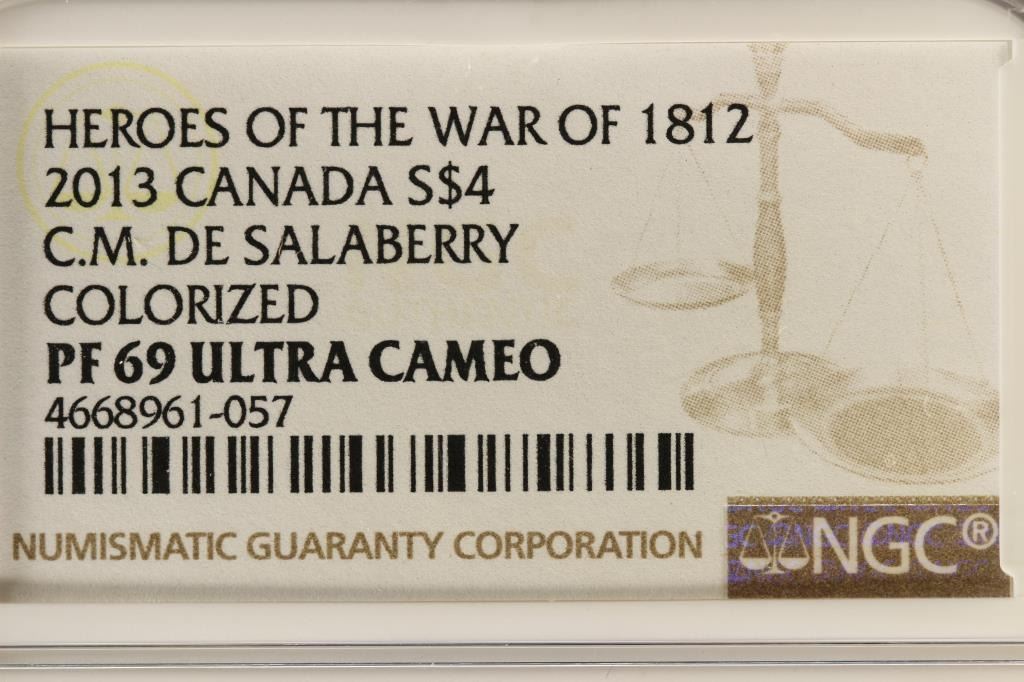 HEROES OF THE WAR OF 1812
2013 CANADA S$4
C.M. DE SALABERRY
COLORIZED
PF 69 ULTRA CAMEO
4668961-057
NUMISMATIC GUARANTY CORPORATION
NGC®